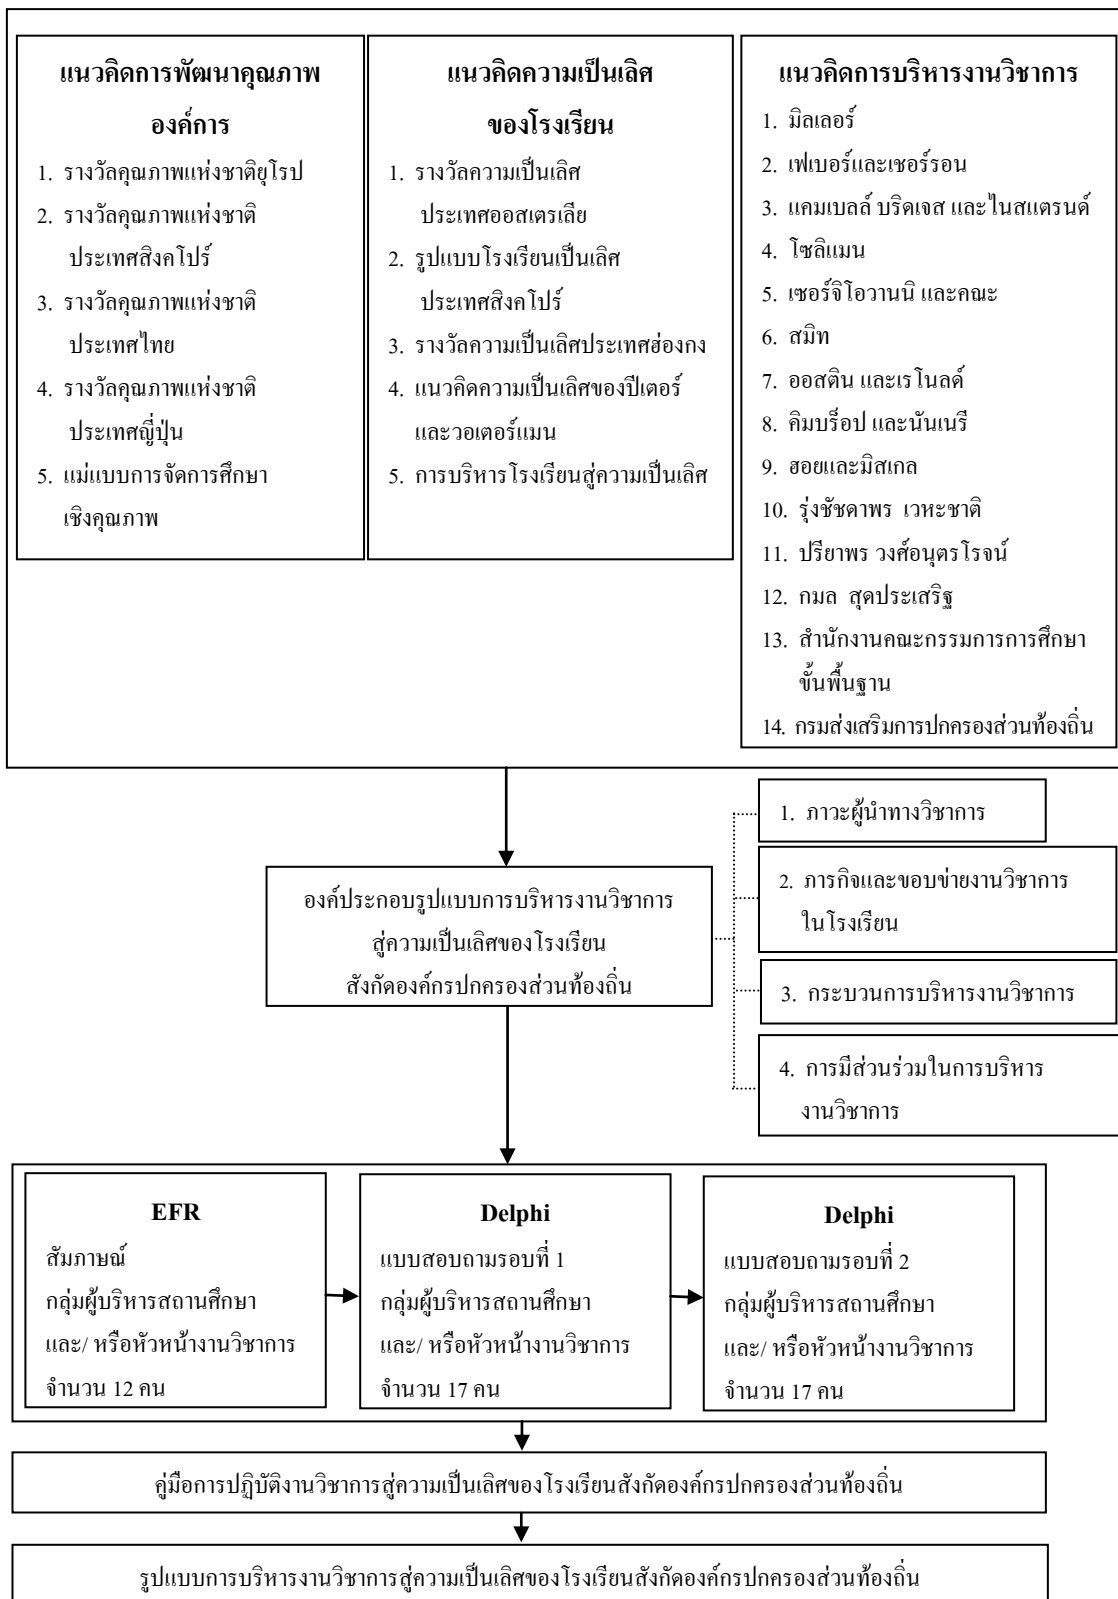 แนวคิดการพัฒนาคุณภาพ
องค์การ
1. รางวัลคุณภาพแห่งชาติยุโรป
2. รางวัลคุณภาพแห่งชาติ
ประเทศสิงคโปร์
3. รางวัลคุณภาพแห่งชาติ
ประเทศไทย
4. รางวัลคุณภาพแห่งชาติ
ประเทศญี่ปุ่น
5. แม่แบบการจัดการศึกษา
เชิงคุณภาพ
แนวคิดความเป็นเลิศ
ของโรงเรียน
1. รางวัลความเป็นเลิศ
ประเทศออสเตรเลีย
2. รูปแบบโรงเรียนเป็นเลิศ
ประเทศสิงคโปร์
3. รางวัลความเป็นเลิศประเทศฮ่องกง
4. แนวคิดความเป็นเลิศของปีเตอร์
และวอเตอร์แมน
5. การบริหารโรงเรียนสู่ความเป็นเลิศ
แนวคิดการบริหารงานวิชาการ
1. มิลเลอร์
2. เฟเบอร์และเชอร์รอน
3. แคมเบลล์ บริดเจส และไนสแตรนด์
4. โซลิแมน
5. เซอร์จิโอวานนิ และคณะ
6. สมิท
7. ออสติน และเรโนลด์
8. คิมบร็อป และนันเนรี
9. ฮอยและมิสเกล
10. รุ่งชัชดาพร เวหะชาติ
11. ปรียาพร วงศ์อนุตรโรจน์
12. กมล สุดประเสริฐ
13. สำนักงานคณะกรรมการการศึกษา
ขั้นพื้นฐาน
14. กรมส่งเสริมการปกครองส่วนท้องถิ่น
องค์ประกอบรูปแบบการบริหารงานวิชาการ
สู่ความเป็นเลิศของโรงเรียน
สังกัดองค์กรปกครองส่วนท้องถิ่น
1. ภาวะผู้นำทางวิชาการ
2. ภารกิจและขอบข่ายงานวิชาการ
ในโรงเรียน
3. กระบวนการบริหารงานวิชาการ
4. การมีส่วนร่วมในการบริหาร
งานวิชาการ
EFR
สัมภาษณ์
กลุ่มผู้บริหารสถานศึกษา
และ/ หรือหัวหน้างานวิชาการ
จำนวน 12 คน
Delphi
แบบสอบถามรอบที่ 1
กลุ่มผู้บริหารสถานศึกษา
และ/ หรือหัวหน้างานวิชาการ
จำนวน 17 คน
Delphi
แบบสอบถามรอบที่ 2
กลุ่มผู้บริหารสถานศึกษา
และ/ หรือหัวหน้างานวิชาการ
จำนวน 17 คน
คู่มือการปฏิบัติงานวิชาการสู่ความเป็นเลิศของโรงเรียนสังกัดองค์กรปกครองส่วนท้องถิ่น
รูปแบบการบริหารงานวิชาการสู่ความเป็นเลิศของโรงเรียนสังกัดองค์กรปกครองส่วนท้องถิ่น